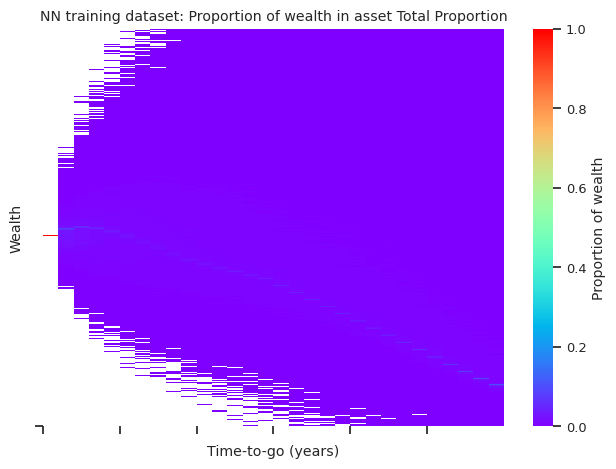 NN training dataset: Proportion of wealth in asset Total Proportion
Wealth
Time-to-go (years)
1.0
0.8
0.6
0.4
0.2
0.0
Proportion of wealth